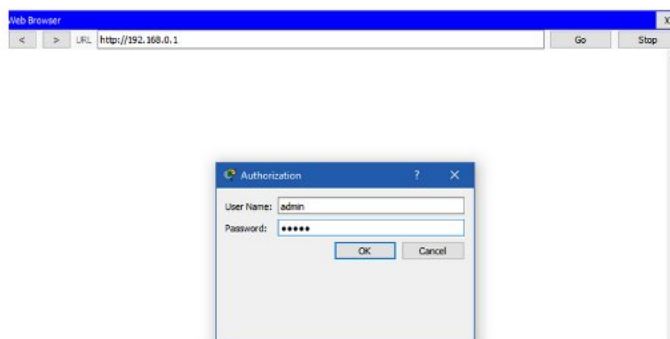 Web Browser X
< > URL http://192.168.0.1 Go Stop
Authorization ? ×
User Name: admin
Password: •••••
OK Cancel